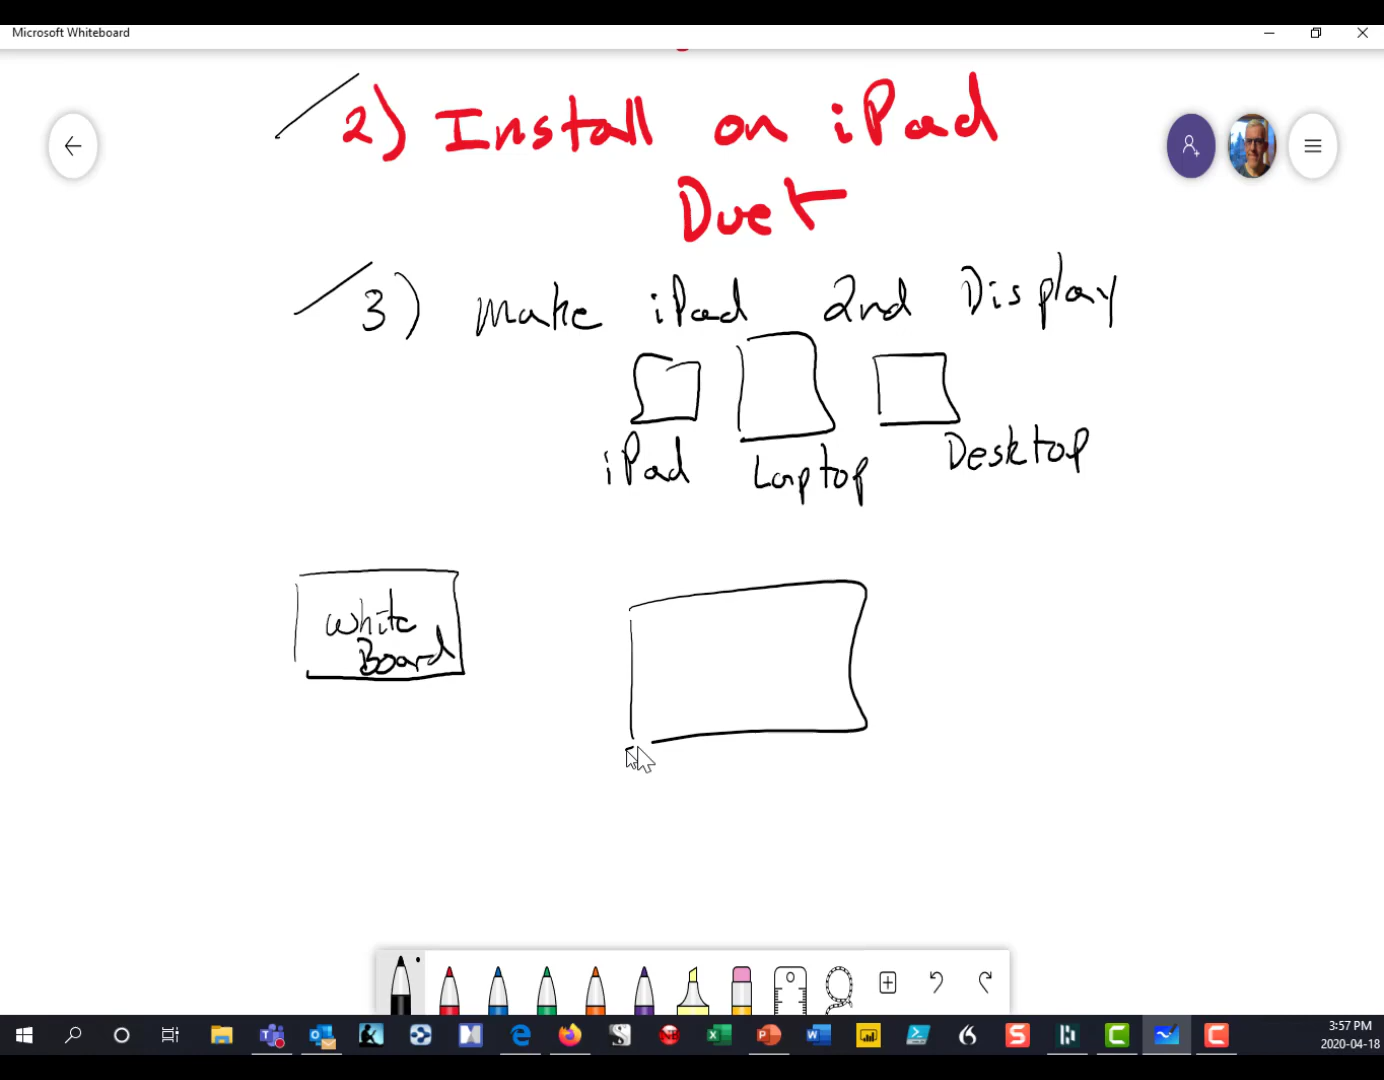 Microsoft Whiteboard
2) Install on iPad
Duet
3) Make iPad 2nd Display
iPad Laptop Desktop
White
Board
3:57 PM
2020-04-18